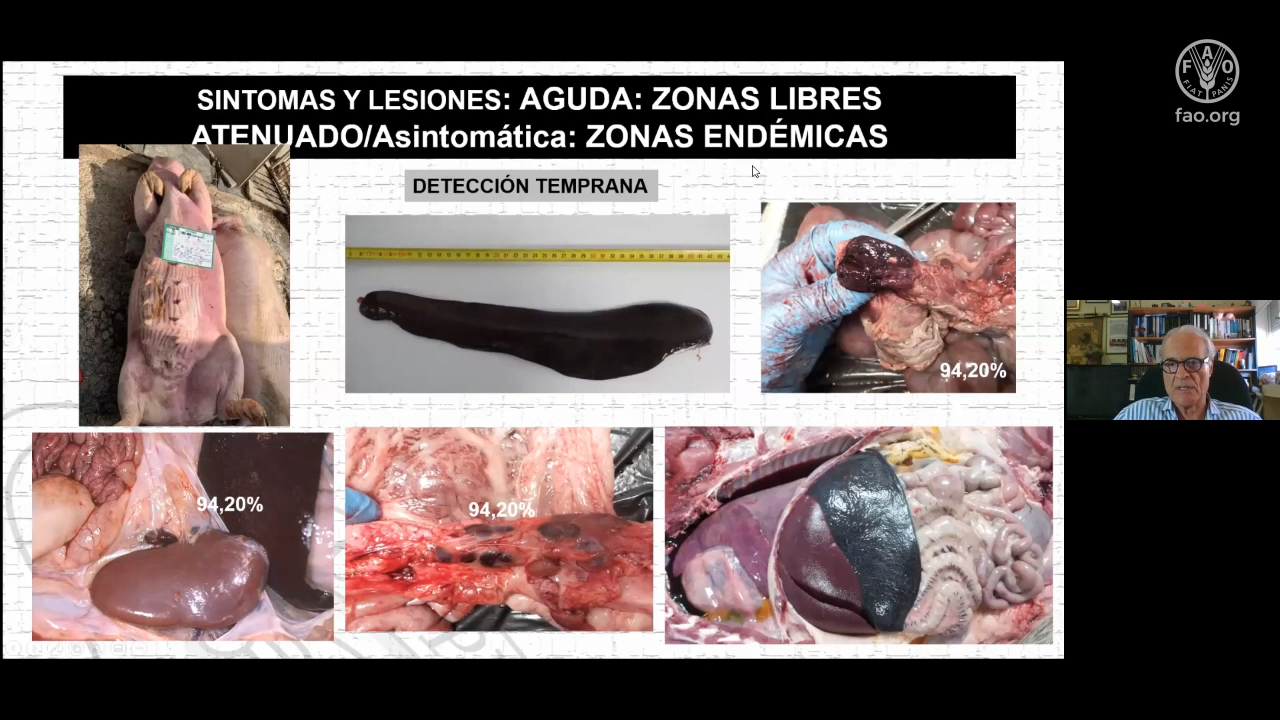 SINTOMAS Y LESIONES: AGUDA: ZONAS LIBRES
ATENUADO/Asintomática: ZONAS ENDÉMICAS
DETECCIÓN TEMPRANA
94,20%
94,20%
94,20%
FAO
FIAT PANIS
fao.org